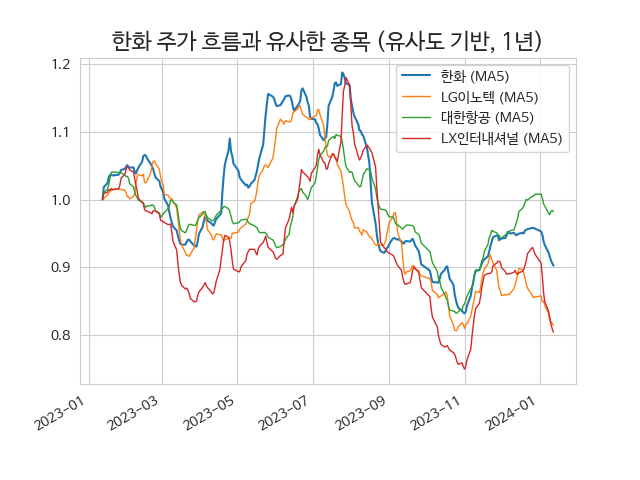 한화 주가 흐름과 유사한 종목 (유사도 기반, 1년)
한화 (MA5)
LG이노텍 (MA5)
대한항공 (MA5)
LX인터내셔널 (MA5)
1.2
1.1
1.0
0.9
0.8
2023-01
2023-03
2023-05
2023-07
2023-09
2023-11
2024-01